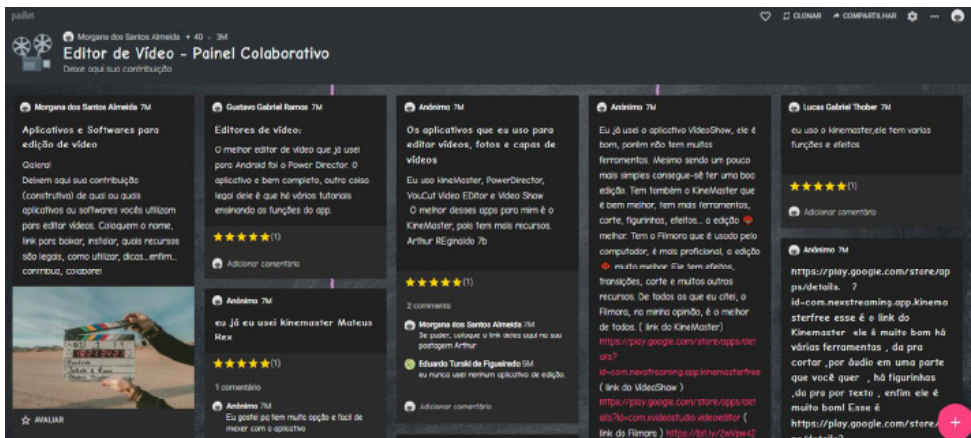 padlet
CLONAR
COMPARTILHAR
Morgana dos Santos Almeida + 40 • 3M
Editor de Vídeo - Painel Colaborativo
Deixe aqui sua contribuição
Morgana dos Santos Almeida 7M
Aplicativos e Softwares para
edição de vídeo
Galera!
Deixem aqui sua contribuição
(construtiva) de qual ou quais
aplicativos ou softwares vocês utilizam
para editar vídeos. Coloquem o nome,
link para baixar, instalar, quais recursos
são legais, como utilizar, dicas...enfim...
contribua, colabore!
AVALIAR
Gustavo Gabriel Ramos 7M
Editores de vídeo:
O melhor editor de vídeo que já usei
para Android foi o Power Director. O
aplicativo e bem completo, outra coisa
legal dele é que há vários tutoriais
ensinando as funções do app.
(1)
Adicionar comentário
Anônimo 7M
eu já eu usei kinemaster Mateus
Rex
(1)
1 comentário
Anônimo 7M
Eu gostei pq tem muita opção e facil de
mexer com o aplicativo
Anônimo 7M
Os aplicativos que eu uso para
editar vídeos, fotos e capas de
vídeos
Eu uso kineMaster, PowerDirector,
YouCut Video EDitor e Video Show
O melhor desses apps para mim é o
KineMaster, pois tem mais recursos.
Arthur REginaldo 7b
(1)
2 comments
Morgana dos Santos Almeida 7M
Se puder, coloque o link deles aqui na sua
postagem Arthur
Eduardo Turski de Figueiredo 5M
eu nunca usei nenhum aplicativo de edição.
Adicionar comentário
Anônimo 7M
Eu já usei o aplicativo VideoShow, ele é
bom, porém não tem muitas
ferramentas. Mesmo sendo um pouco
mais simples consegue-sê ter uma boa
edição. Tem também o KineMaster que
é bem melhor, tem mais ferramentas,
corte, figurinhas, efeitos... a edição
melhor. Tem o Filmora que é usado pelo
computador, é mais proficional, a edição
muito melhor. Ele tem efeitos,
transições, corte e muitos outros
recursos. De todos os que eu citei, o
Filmora, na minha opinião, é o melhor
de todos. ( link do KineMaster)
https://play.google.com/store/apps/det
ails?
id=com.nexstreaming.app.kinemasterfree
( link do VideoShow )
https://play.google.com/store/apps/det
ails?id=com.xvideostudio.videoeditor (
link do Filmora )
Lucas Gabriel Thober 7M
eu uso o kinemaster,ele tem varias
funções e efeitos
(1)
Adicionar comentário
Anônimo 7M
https://play.google.com/store/ap
ps/details. ?
id=com.nexstreaming.app.kinema
sterfree esse é o link do
Kinemaster ele é muito bom há
várias ferramentas , da pra
cortar ,por áudio em uma parte
que você quer , há figurinhas
,da pra por texto , enfim ele é
muito bom! Esse é
https://play.google.com/store/